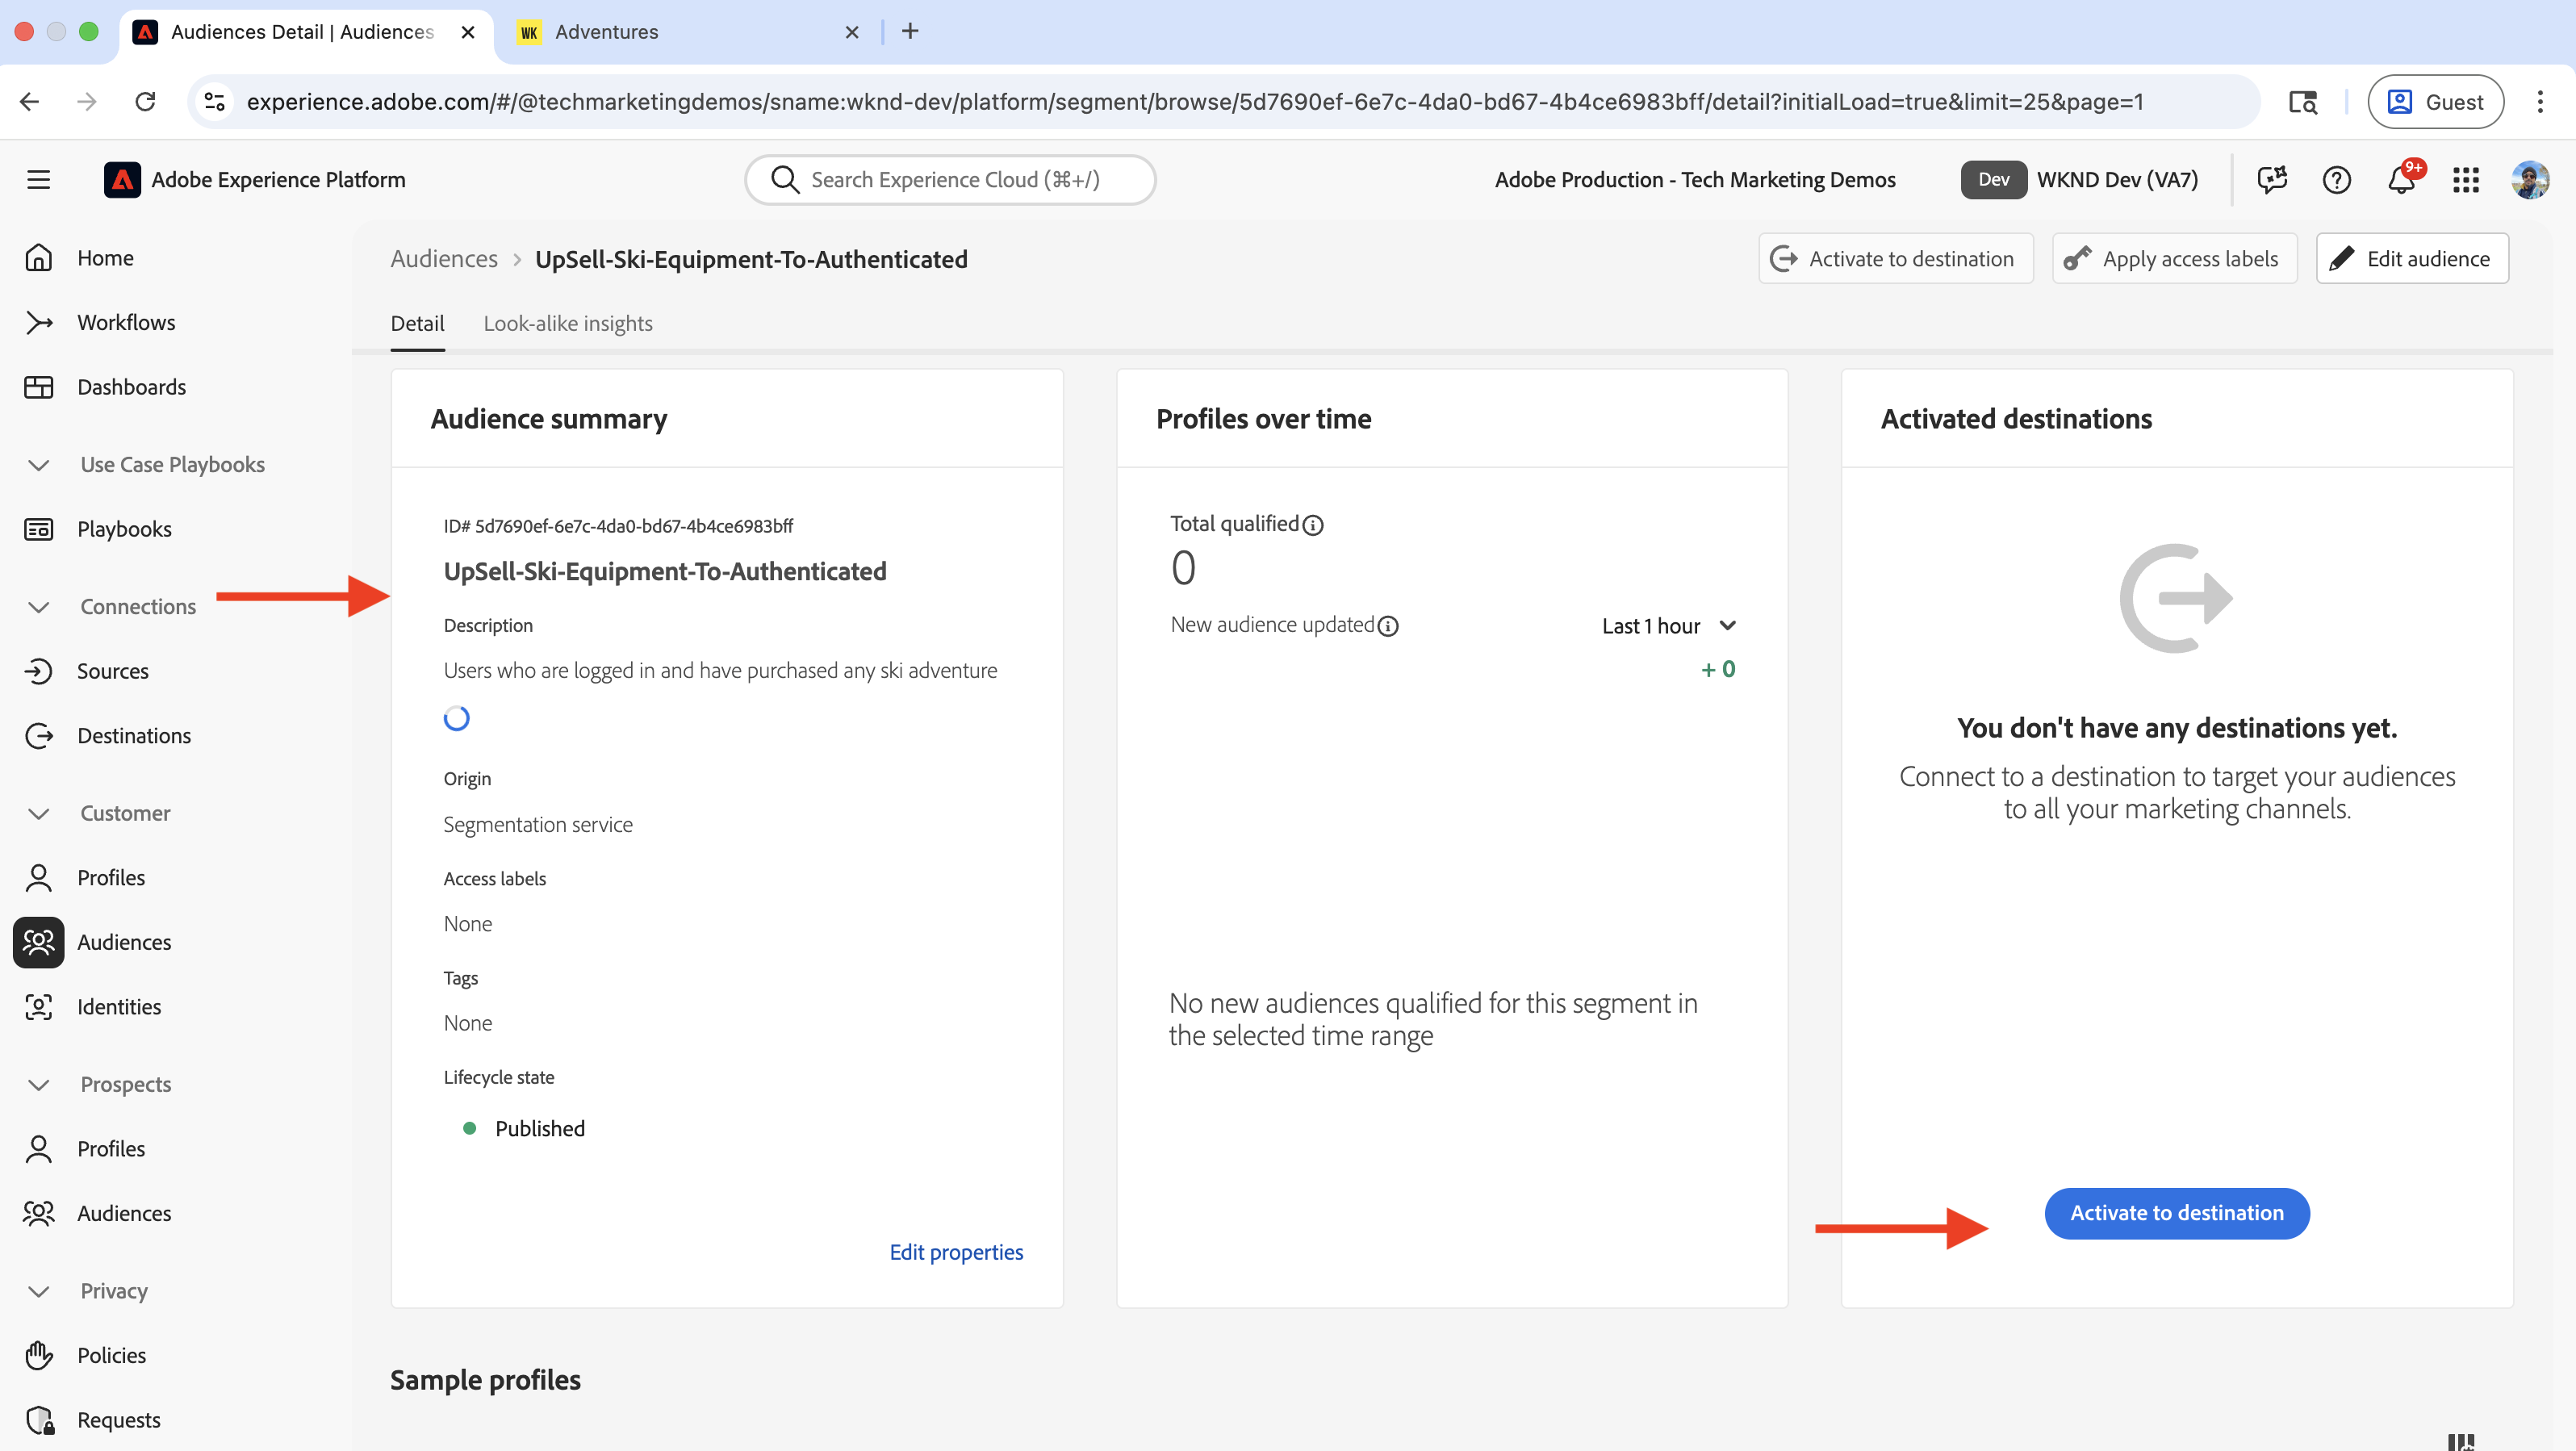 Audiences Detail | Audiences
WK
Adventures
experience.adobe.com/#/@techmarketingdemos/sname:wknd-dev/platform/segment/browse/5d7690ef-6e7c-4da0-bd67-4b4ce6983bff/detail?initialLoad=true&limit=25&page=1
Guest
Adobe Experience Platform
Search Experience Cloud (⌘+/)
Adobe Production - Tech Marketing Demos
Dev
WKND Dev (VA7)
9+
Home
Workflows
Dashboards
Use Case Playbooks
Playbooks
Connections
Sources
Destinations
Customer
Profiles
Audiences
Identities
Prospects
Profiles
Audiences
Privacy
Policies
Requests
Audiences > UpSell-Ski-Equipment-To-Authenticated
Activate to destination
Apply access labels
Edit audience
Detail
Look-alike insights
Audience summary
ID# 5d7690ef-6e7c-4da0-bd67-4b4ce6983bff
UpSell-Ski-Equipment-To-Authenticated
Description
Users who are logged in and have purchased any ski adventure
Origin
Segmentation service
Access labels
None
Tags
None
Lifecycle state
Published
Edit properties
Profiles over time
Total qualified
0
New audience updated
Last 1 hour
+ 0
No new audiences qualified for this segment in
the selected time range
Activated destinations
You don't have any destinations yet.
Connect to a destination to target your audiences
to all your marketing channels.
Activate to destination
Sample profiles